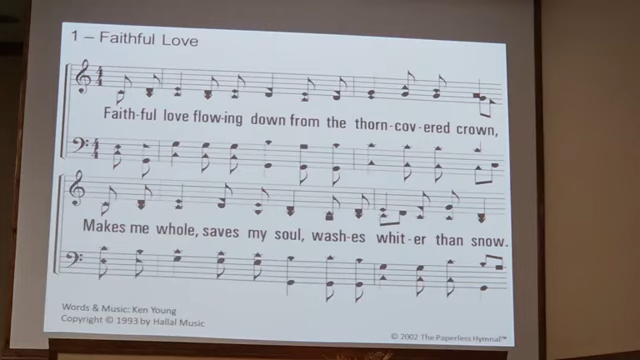 1 – Faithful Love
Faith-ful love flow-ing down from the thorn-cov-ered crown,
Makes me whole, saves my soul, wash-es whit-er than snow.
Words & Music: Ken Young
Copyright © 1993 by Hallal Music
© 2002 The Paperless Hymnal™